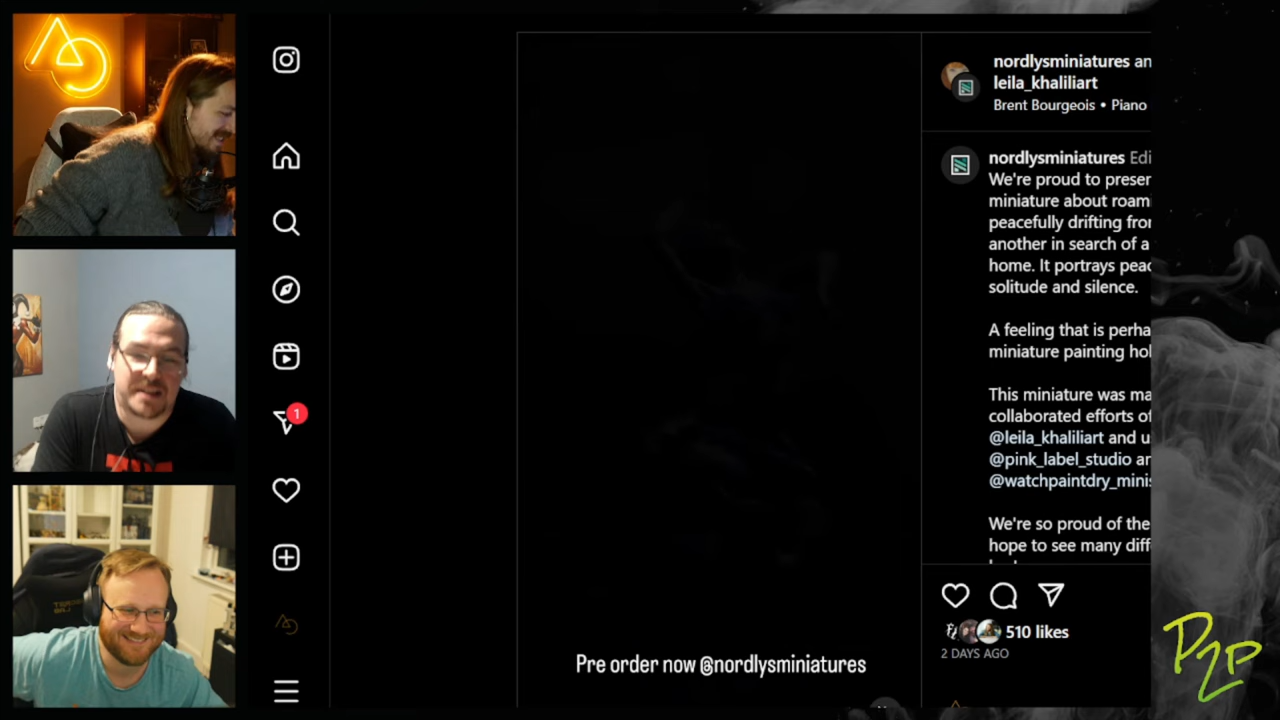 nordlysminiatures an
leila_khaliliart
Brent Bourgeois • Piano
nordlysminiatures Edi
We're proud to preser
miniature about roami
peacefully drifting fror
another in search of a
home. It portrays peac
solitude and silence.
A feeling that is perha
miniature painting hol
This miniature was ma
collaborated efforts of
@leila_khaliliart and u
@pink_label_studio ar
@watchpaintdry_minis
We're so proud of the
hope to see many diff
1
510 likes
2 DAYS AGO
Pre order now @nordlysminiatures
P2P